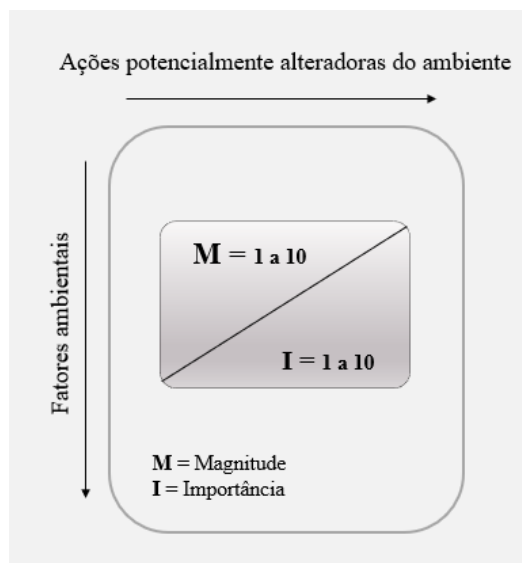 Ações potencialmente alteradoras do ambiente
Fatores ambientais
M = 1 a 10
I = 1 a 10
M = Magnitude
I = Importância